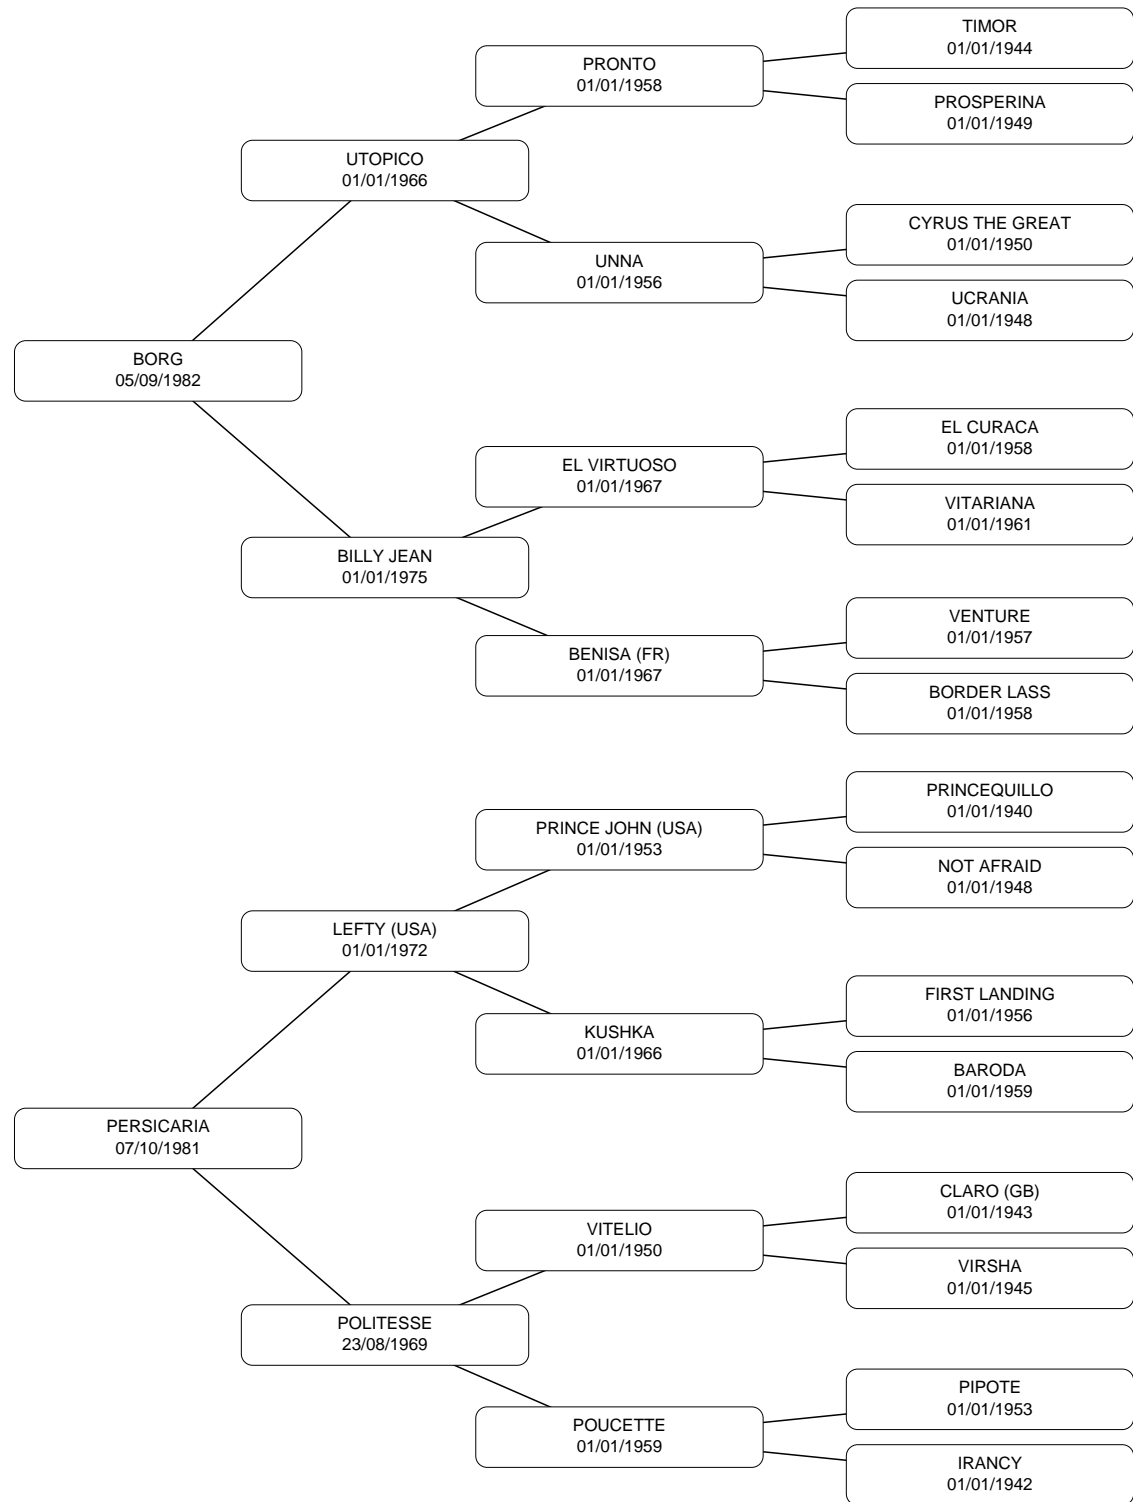 TIMOR
01/01/1944
PRONTO
01/01/1958
PROSPERINA
01/01/1949
UTOPICO
01/01/1966
CYRUS THE GREAT
01/01/1950
UNNA
01/01/1956
UCRANIA
01/01/1948
BORG
05/09/1982
EL CURACA
01/01/1958
EL VIRTUOSO
01/01/1967
VITARIANA
01/01/1961
BILLY JEAN
01/01/1975
VENTURE
01/01/1957
BENISA (FR)
01/01/1967
BORDER LASS
01/01/1958
PRINCEQUILLO
01/01/1940
PRINCE JOHN (USA)
01/01/1953
NOT AFRAID
01/01/1948
LEFTY (USA)
01/01/1972
FIRST LANDING
01/01/1956
KUSHKA
01/01/1966
BARODA
01/01/1959
PERSICARIA
07/10/1981
CLARO (GB)
01/01/1943
VITELIO
01/01/1950
VIRSHA
01/01/1945
POLITESSE
23/08/1969
PIPOTE
01/01/1953
POUCETTE
01/01/1959
IRANCY
01/01/1942